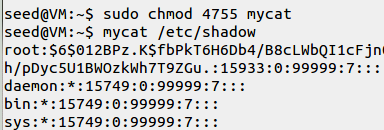 seed@VM:~$ sudo chmod 4755 mycat
seed@VM:~$ mycat /etc/shadow
root:$6$012BPz.K$fbPkT6H6Db4/B8cLWbQI1cFjn
h/pDyc5U1BWOzkWh7T9ZGu.:15933:0:99999:7:::
daemon:*:15749:0:99999:7:::
bin:*:15749:0:99999:7:::
sys:*:15749:0:99999:7:::